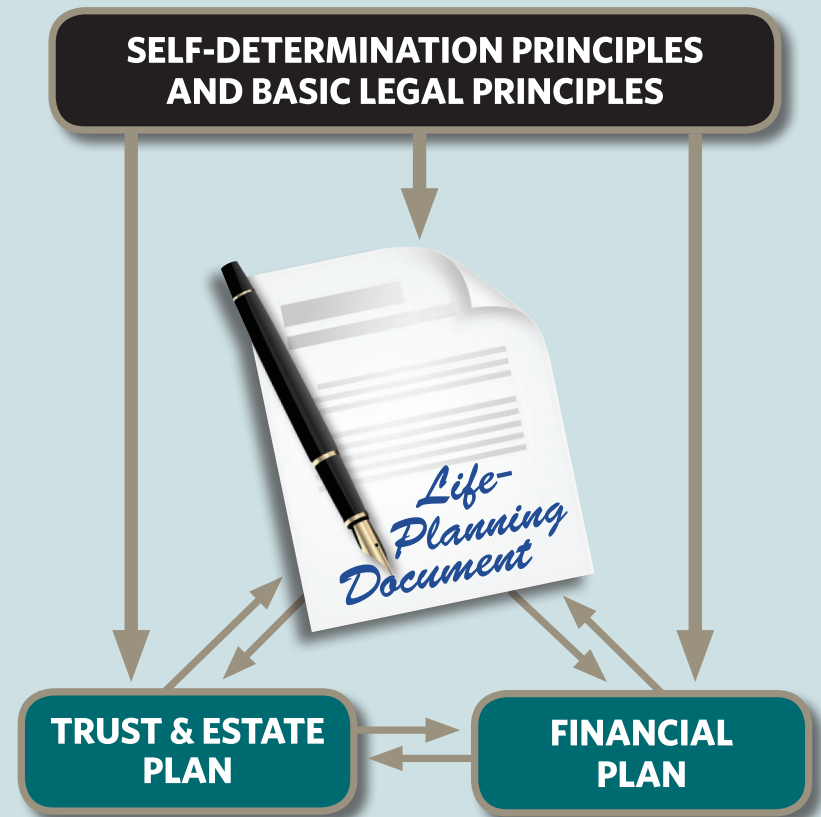 SELF-DETERMINATION PRINCIPLES
AND BASIC LEGAL PRINCIPLES
Life-
Planning
Document
TRUST & ESTATE
PLAN
FINANCIAL
PLAN